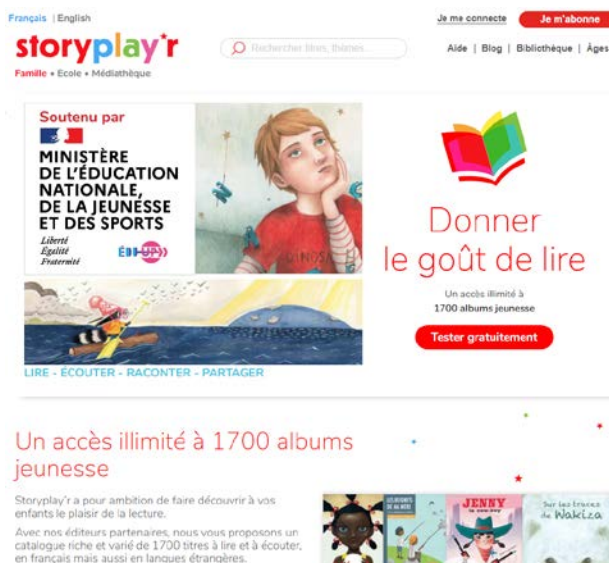 Français | English
Je me connecte
Je m'abonne
storyplay'r
Rechercher titres, thèmes...
Aide | Blog | Bibliothèque | Âges
Famille • Ecole • Médiathèque
Soutenu par
MINISTÈRE
DE L'ÉDUCATION
NATIONALE,
DE LA JEUNESSE
ET DES SPORTS
Liberté
Égalité
Fraternité
ÉDU-UP
DINOSA
Donner
le goût de lire
Un accès illimité à
1700 albums jeunesse
Tester gratuitement
LIRE - ÉCOUTER - RACONTER - PARTAGER
Un accès illimité à 1700 albums
jeunesse
Storyplay'r a pour ambition de faire découvrir à vos
enfants le plaisir de la lecture.
Avec nos éditeurs partenaires, nous vous proposons un
catalogue riche et varié de 1700 titres à lire et à écouter,
en français mais aussi en langues étrangères.
JENNY
Sur les traces
de Wakiza